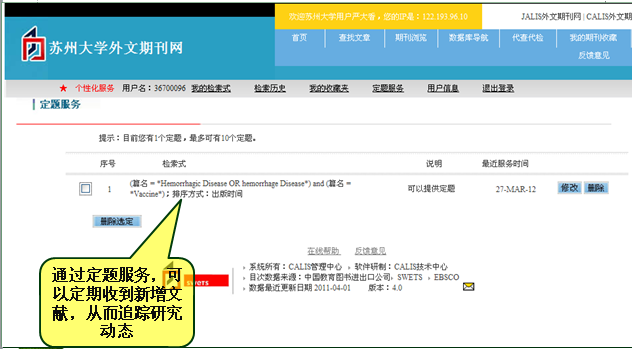 欢迎苏州大学用户严大看，您的IP是：122.193.96.10
JALIS外文期刊网 | CALIS外文期
苏州大学外文期刊网
首页 查找文章 期刊浏览 数据库导航 代查代检 我的期刊收藏
反馈意见
★ 个性化服务 用户名：36700096 我的检索式 检索历史 我的收藏夹 定题服务 用户信息 退出登录
定题服务
提示：目前您有1个定题，最多可有10个定题。
序号 检索式 说明 最近服务时间
1 (篇名 = *Hemorrhagic Disease OR hemorrhage Disease*) and (篇名 =
*Vaccine*)；排序方式：出版时间 可以提供定题 27-MAR-12 修改 删除
删除选定
在线帮助 反馈意见
系统所有：CALIS管理中心 软件研制：CALIS技术中心
目次数据来源：中国教育图书进出口公司，SWETS EBSCO
数据最近更新日期 2011-04-01 版本：4.0
SWETS
通过定题服务，可
以定期收到新增文
献，从而追踪研究
动态